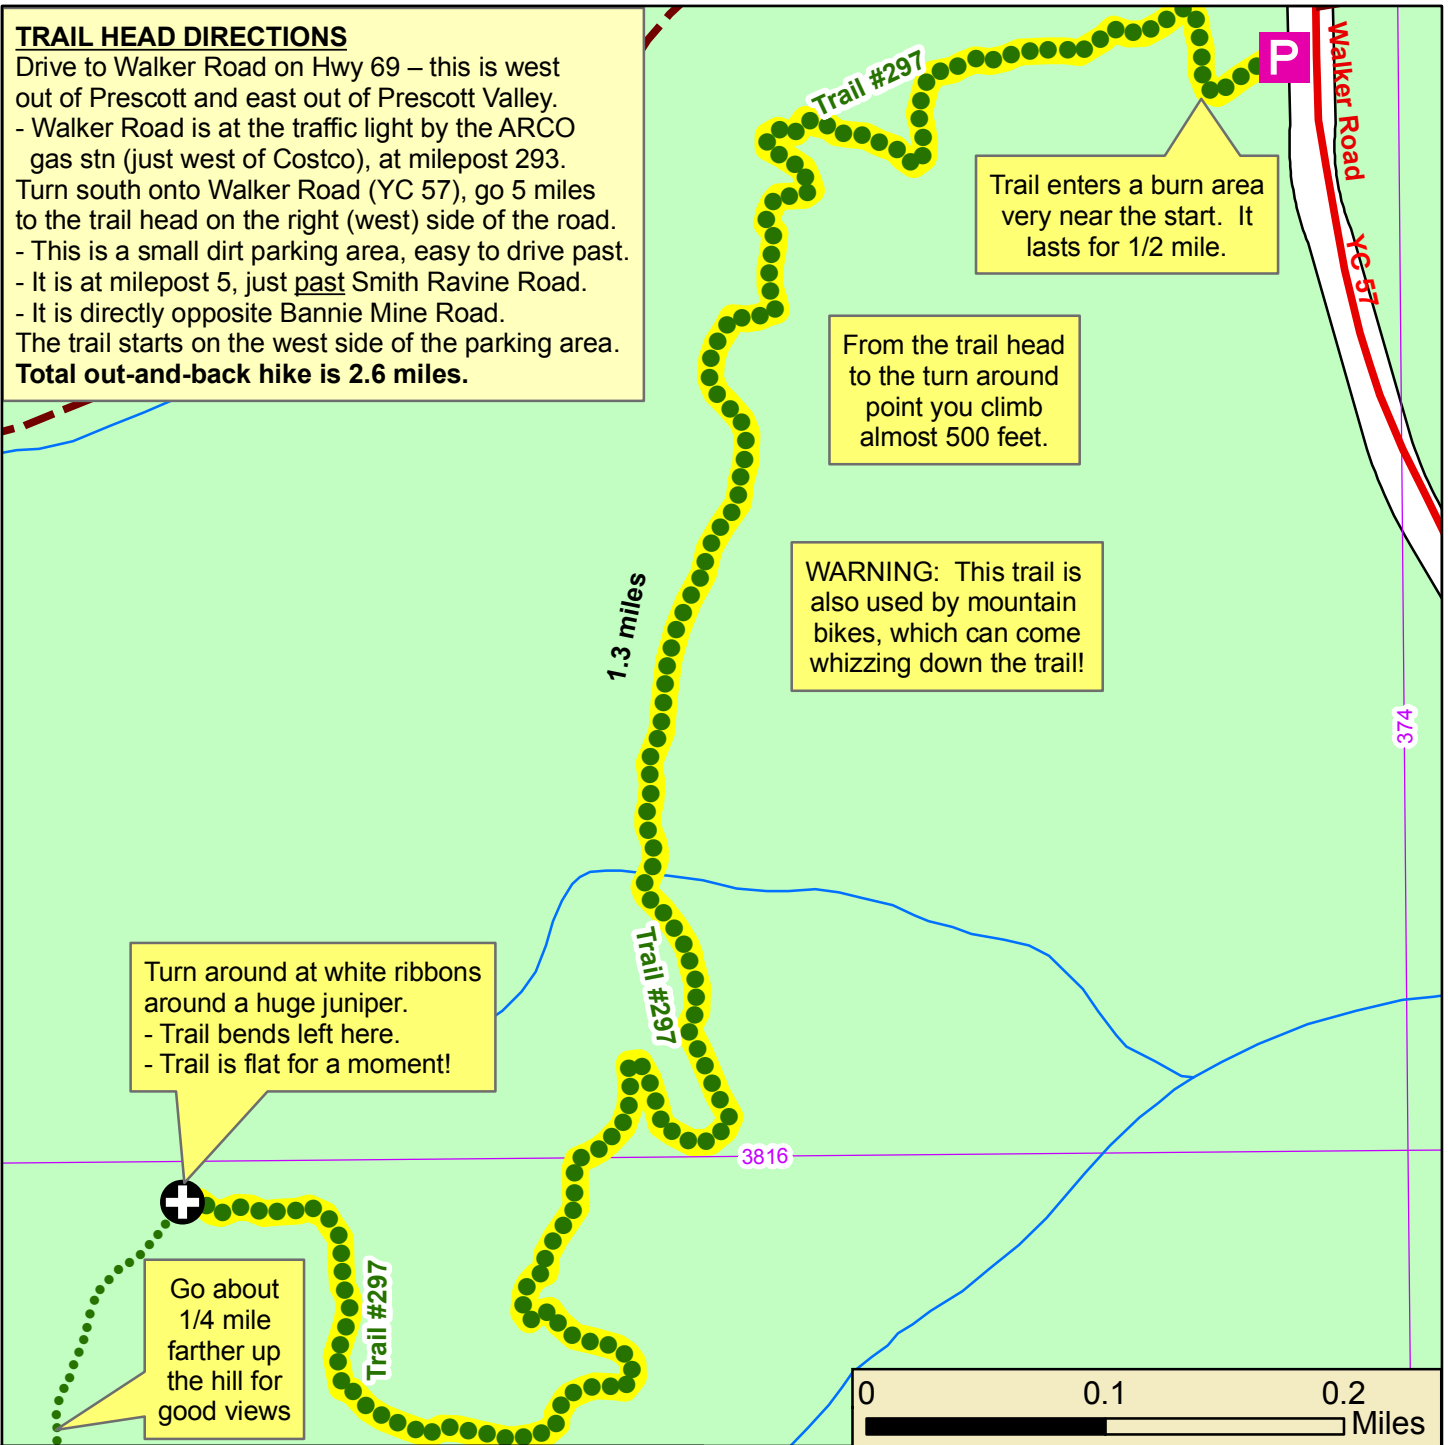 TRAIL HEAD DIRECTIONS
Drive to Walker Road on Hwy 69 – this is west
out of Prescott and east out of Prescott Valley.
- Walker Road is at the traffic light by the ARCO
gas stn (just west of Costco), at milepost 293.
Turn south onto Walker Road (YC 57), go 5 miles
to the trail head on the right (west) side of the road.
- This is a small dirt parking area, easy to drive past.
- It is at milepost 5, just past Smith Ravine Road.
- It is directly opposite Bannie Mine Road.
The trail starts on the west side of the parking area.
Total out-and-back hike is 2.6 miles.
Trail #297
P
Walker Road
YC 57
Trail enters a burn area
very near the start.  It
lasts for 1/2 mile.
From the trail head
to the turn around
point you climb
almost 500 feet.
WARNING:  This trail is
also used by mountain
bikes, which can come
whizzing down the trail!
1.3 miles
374
Trail #297
Turn around at white ribbons
around a huge juniper.
- Trail bends left here.
- Trail is flat for a moment!
3816
Go about
1/4 mile
farther up
the hill for
good views
Trail #297
0 0.1 0.2
Miles